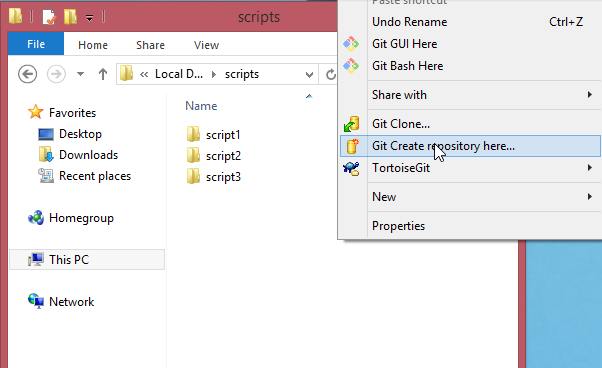 scripts
File
Home
Share
View
Local D...
scripts
Favorites
Desktop
Downloads
Recent places
Homegroup
This PC
Network
Name
script1
script2
script3
Paste shortcut
Undo Rename Ctrl+Z
Git GUI Here
Git Bash Here
Share with
Git Clone...
Git Create repository here...
TortoiseGit
New
Properties